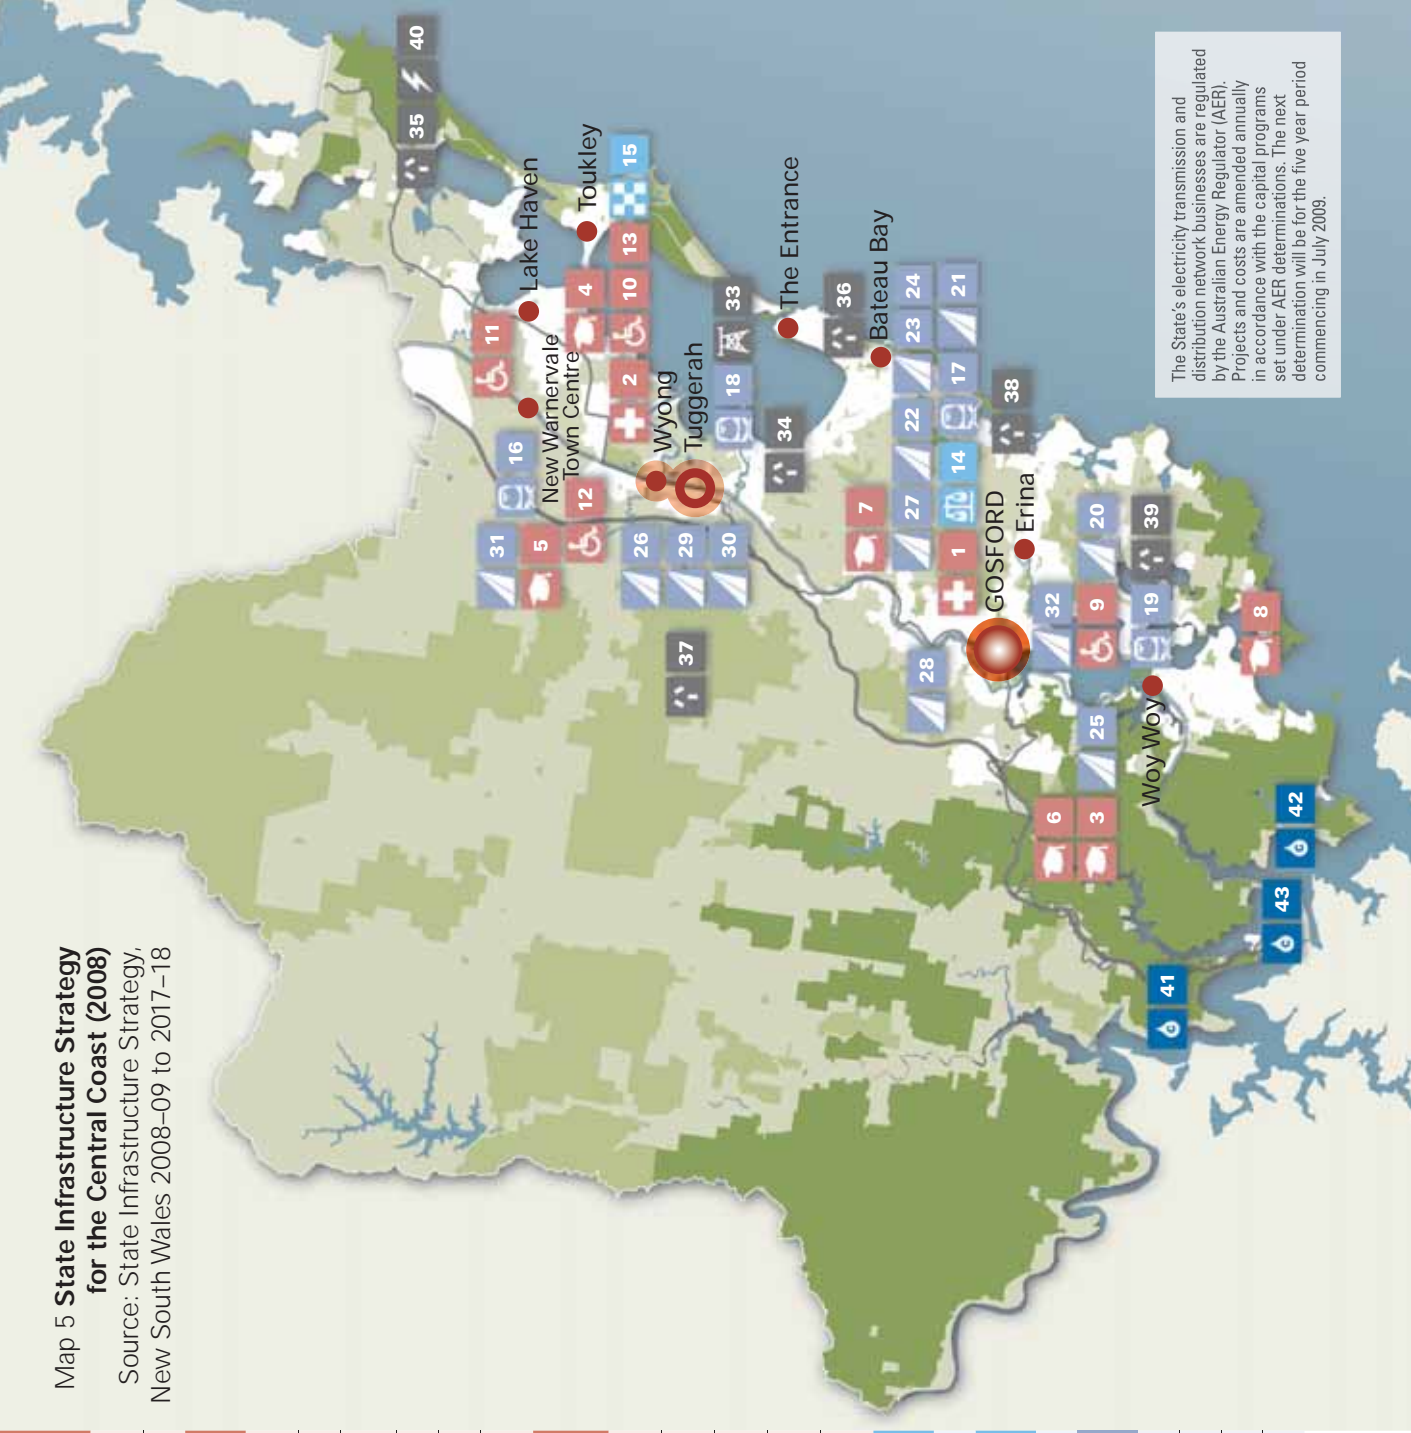 Map 5 State Infrastructure Strategy
for the Central Coast (2008)
Source: State Infrastructure Strategy,
New South Wales 2008–09 to 2017–18
40
35
Lake Haven
Toukley
15
13
4
10
11
2
New Warnervale
Town Centre
16
12
Wyong
Tuggerah
33
18
34
The Entrance
36
Bateau Bay
31
5
26
29
30
37
24
23
22
27
21
17
14
1
7
38
GOSFORD
Erina
28
32
20
9
39
19
8
25
Woy Woy
6
3
42
43
41
The State's electricity transmission and
distribution network businesses are regulated
by the Australian Energy Regulator (AER).
Projects and costs are amended annually
in accordance with the capital programs
set under AER determinations. The next
determination will be for the five year period
commencing in July 2009.